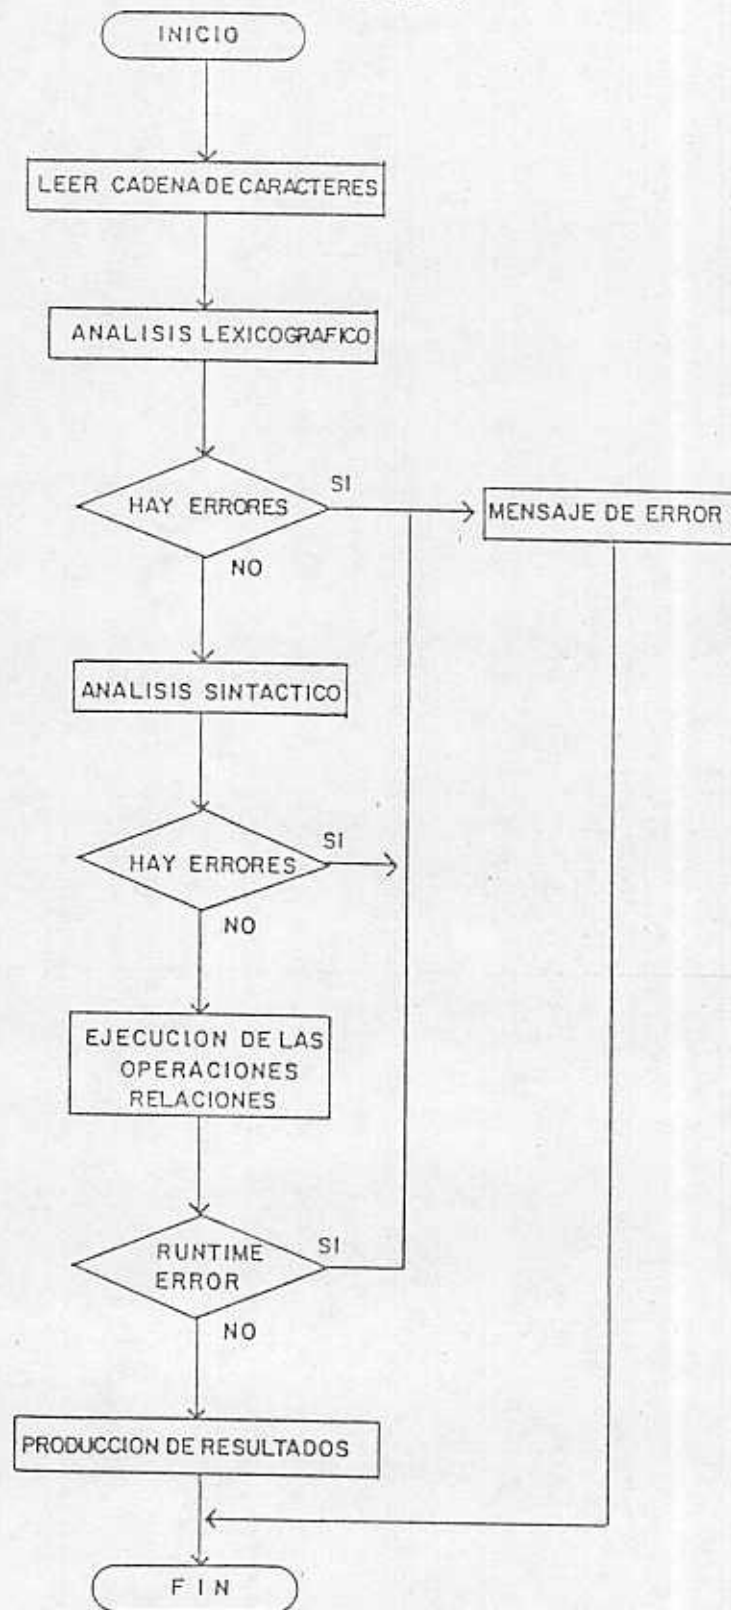 INICIO
LEER CADENA DE CARACTERES
ANALISIS LEXICOGRAFICO
HAY ERRORES
SI
MENSAJE DE ERROR
NO
ANALISIS SINTACTICO
HAY ERRORES
SI
NO
EJECUCION DE LAS
OPERACIONES
RELACIONES
RUNTIME
ERROR
SI
NO
PRODUCCION DE RESULTADOS
FIN